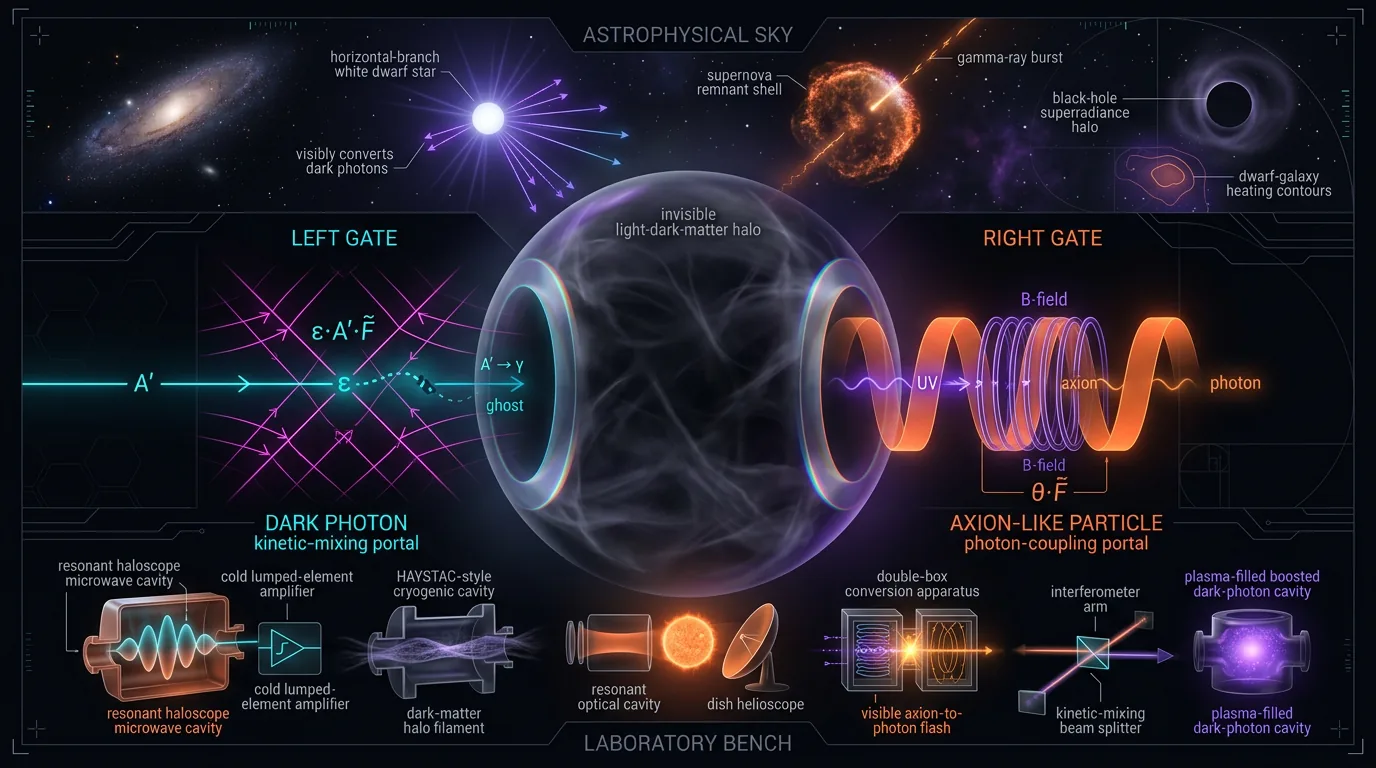 ASTROPHYSICAL SKY
horizontal-branch
white dwarf star
visibly converts
dark photons
supernova
remnant shell
gamma-ray burst
black-hole
superradiance
halo
dwarf-galaxy
heating contours
invisible
light-dark-matter halo
LEFT GATE
ε·A′·F̃
A′
ε
A′ → γ
ghost
DARK PHOTON
kinetic-mixing portal
RIGHT GATE
B-field
UV
axion
photon
B-field
θ·F̃
AXION-LIKE PARTICLE
photon-coupling portal
resonant haloscope
microwave cavity
resonant haloscope
microwave cavity
cold lumped-element
amplifier
cold lumped-
element amplifier
HAYSTAC-style
cryogenic cavity
dark-matter
halo filament
resonant
optical cavity
dish helioscope
double-box
conversion apparatus
visible axion-to-
photon flash
interferometer
arm
kinetic-mixing
beam splitter
plasma-filled boosted
dark-photon cavity
plasma-filled
dark-photon cavity
LABORATORY BENCH